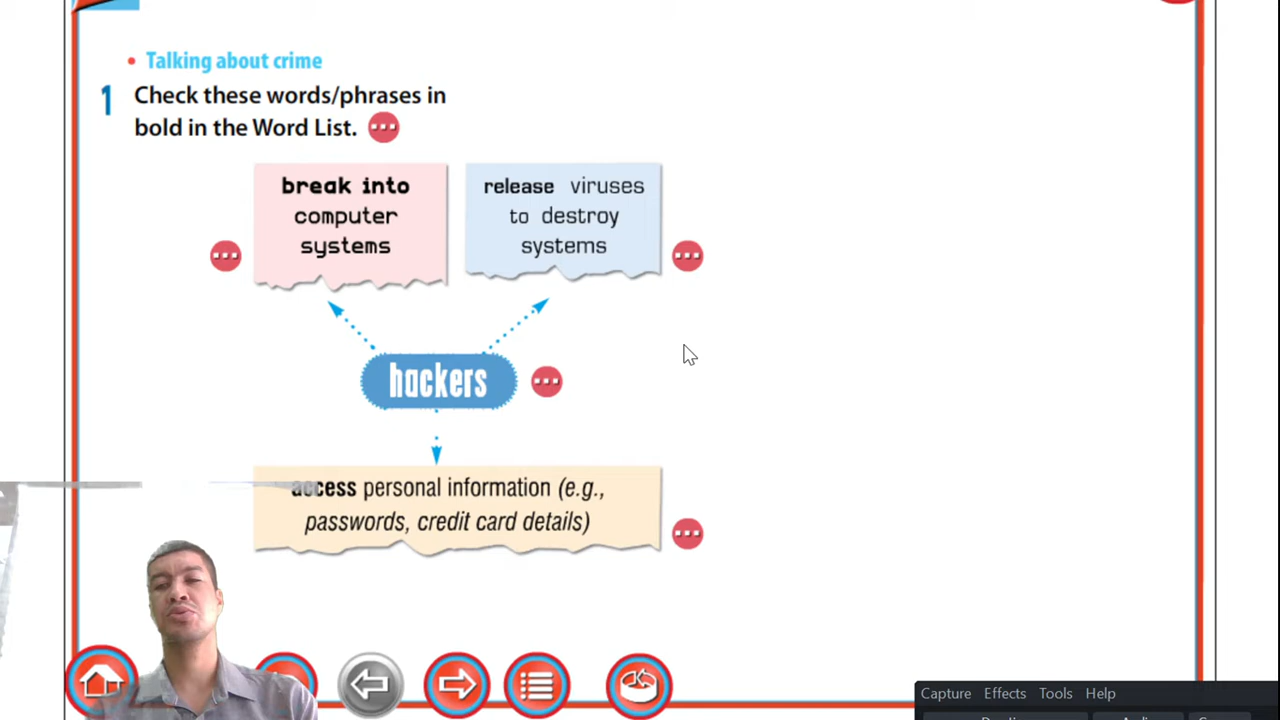 • Talking about crime
1 Check these words/phrases in
bold in the Word List.
break into
computer
systems
release viruses
to destroy
systems
hackers
access personal information (e.g.,
passwords, credit card details)
Capture Effects Tools Help